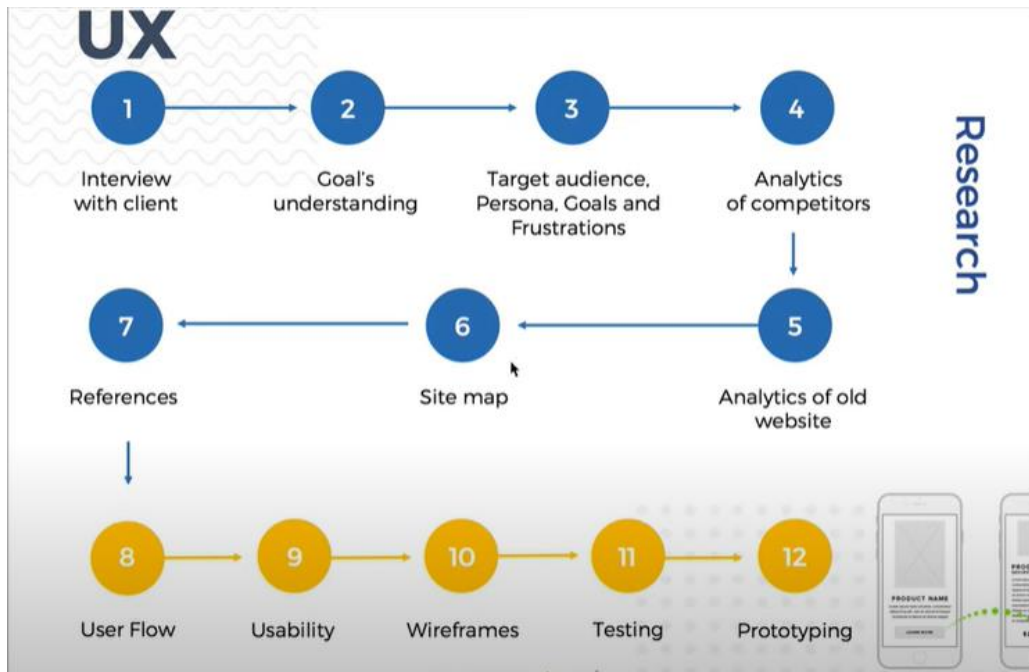 UX
1
2
3
4
Interview
with client
Goal's
understanding
Target audience,
Persona, Goals and
Frustrations
Analytics
of competitors
Research
7
6
5
References
Site map
Analytics of old
website
8
9
10
11
12
User Flow
Usability
Wireframes
Testing
Prototyping
PRODUCT NAME
LEARN MORE